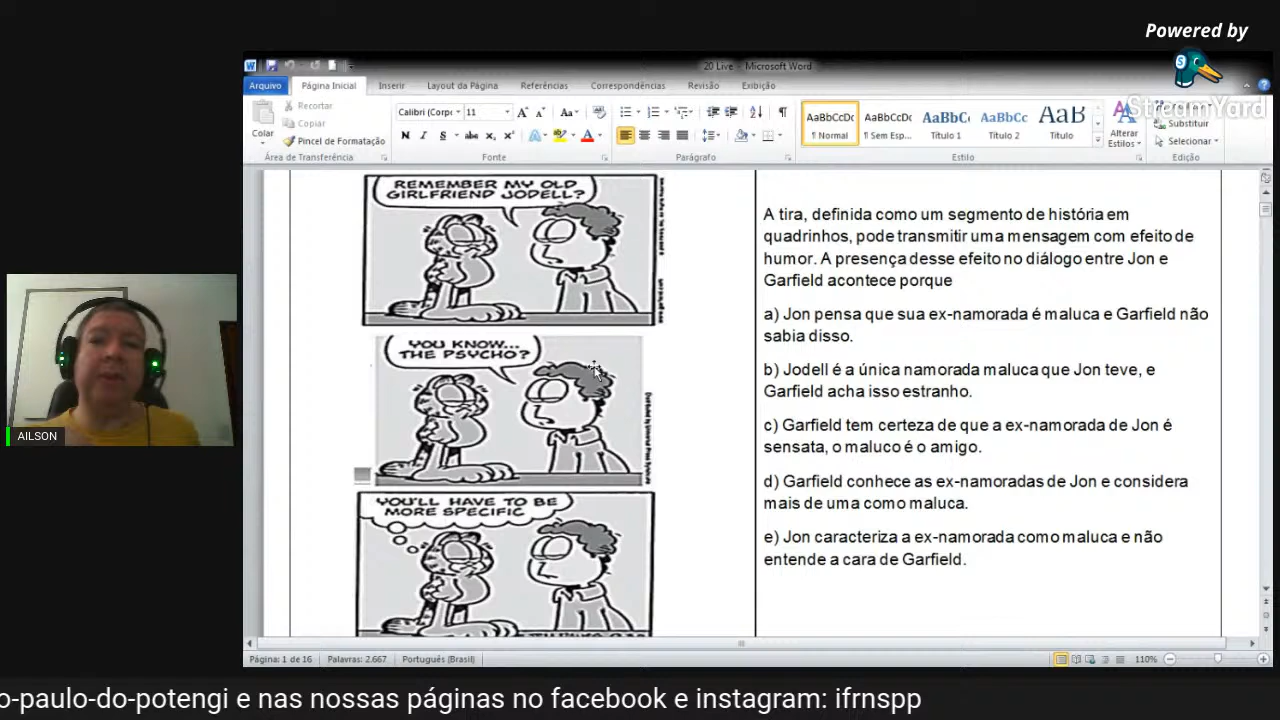 Powered by
StreamYard
20 Live - Microsoft Word
Arquivo
Página Inicial
Inserir
Layout da Página
Referências
Correspondências
Revisão
Exibição
Colar
Recortar
Copiar
Pincel de Formatação
Área de Transferência
Calibri (Corp
11
Fonte
Parágrafo
AaBbCcDc
¶ Normal
AaBbCcDc
¶ Sem Esp...
AaBbCc
Título 1
AaBbCc
Título 2
AaB
Título
Alterar
Estilos
Estilo
Substituir
Selecionar
Edição
REMEMBER MY OLD
GIRLFRIEND JODELL?
YOU KNOW...
THE PSYCHO?
YOU'LL HAVE TO BE
MORE SPECIFIC
A tira, definida como um segmento de história em
quadrinhos, pode transmitir uma mensagem com efeito de
humor. A presença desse efeito no diálogo entre Jon e
Garfield acontece porque
a) Jon pensa que sua ex-namorada é maluca e Garfield não
sabia disso.
b) Jodell é a única namorada maluca que Jon teve, e
Garfield acha isso estranho.
c) Garfield tem certeza de que a ex-namorada de Jon é
sensata, o maluco é o amigo.
d) Garfield conhece as ex-namoradas de Jon e considera
mais de uma como maluca.
e) Jon caracteriza a ex-namorada como maluca e não
entende a cara de Garfield.
AILSON
Página: 1 de 16
Palavras: 2.667
Português (Brasil)
110%
o-paulo-do-potengi e nas nossas páginas no facebook e instagram: ifrnspp